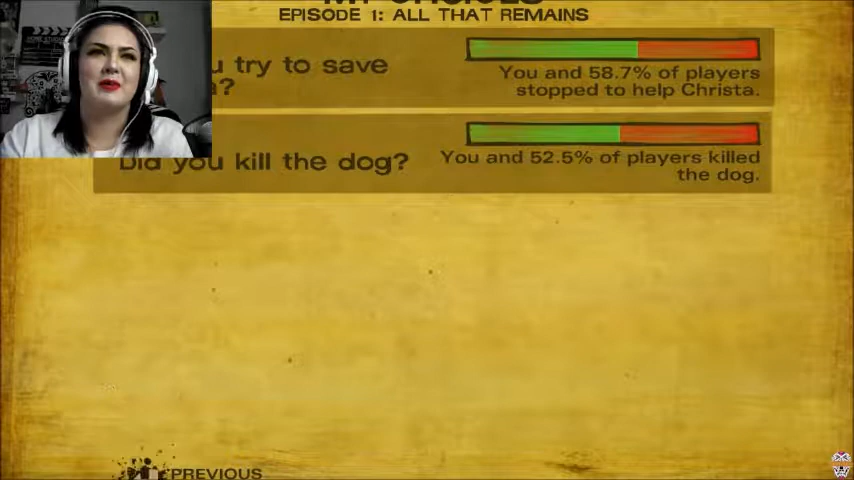 EPISODE 1: ALL THAT REMAINS
try to save
You and 58.7% of players
stopped to help Christa.
Did you kill the dog?
You and 52.5% of players killed
the dog.
PREVIOUS